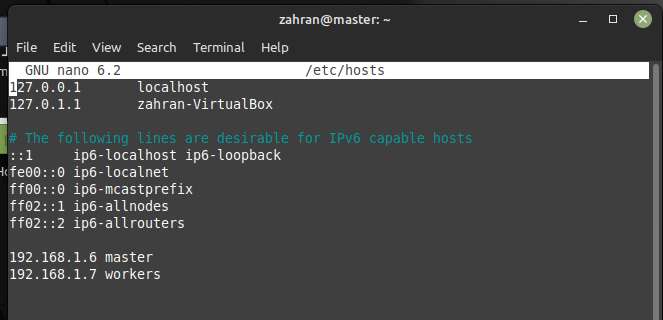 zahran@master: ~
File Edit View Search Terminal Help
GNU nano 6.2 /etc/hosts
127.0.0.1 localhost
127.0.1.1 zahran-VirtualBox
# The following lines are desirable for IPv6 capable hosts
::1 ip6-localhost ip6-loopback
fe00::0 ip6-localnet
ff00::0 ip6-mcastprefix
ff02::1 ip6-allnodes
ff02::2 ip6-allrouters
192.168.1.6 master
192.168.1.7 workers